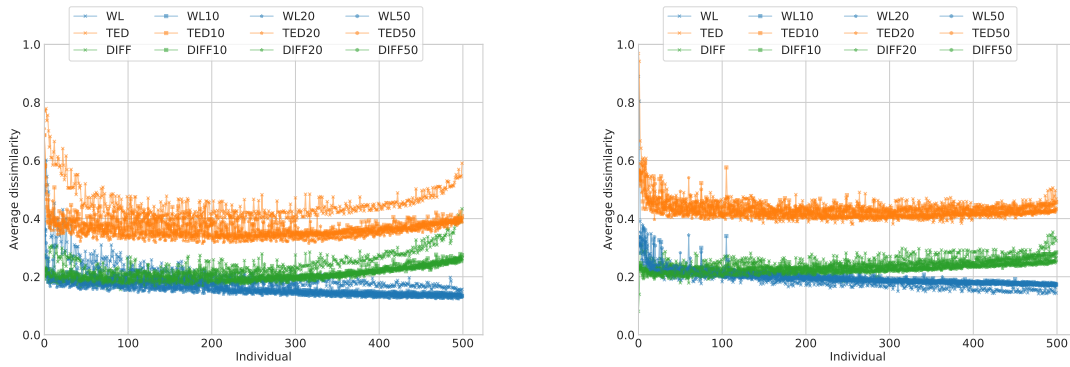 WL WL10 WL20 WL50
TED TED10 TED20 TED50
DIFF DIFF10 DIFF20 DIFF50
1.0
0.8
0.6
0.4
0.2
0.0
Average dissimilarity
0 100 200 300 400 500
Individual
WL WL10 WL20 WL50
TED TED10 TED20 TED50
DIFF DIFF10 DIFF20 DIFF50
1.0
0.8
0.6
0.4
0.2
0.0
Average dissimilarity
0 100 200 300 400 500
Individual